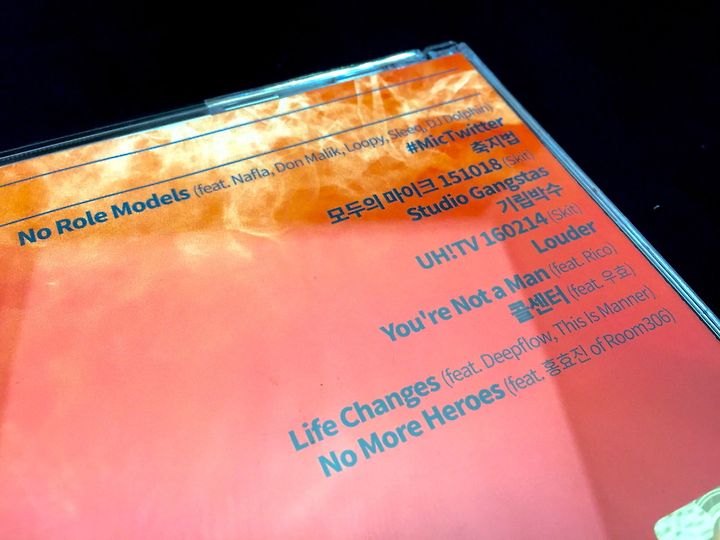 No Role Models (feat. Nafla, Don Malik, Loopy, Sleeq, DJ Dolphin)
#MicTwitter
축지법
모두의 마이크 151018 (Skit)
Studio Gangstas
기립박수
UH!TV 160214 (Skit)
Louder
You're Not a Man (feat. Rico)
콜센터 (feat. 우효)
Life Changes (feat. Deepflow, This Is Manner)
No More Heroes (feat. 홍효진 of Room306)